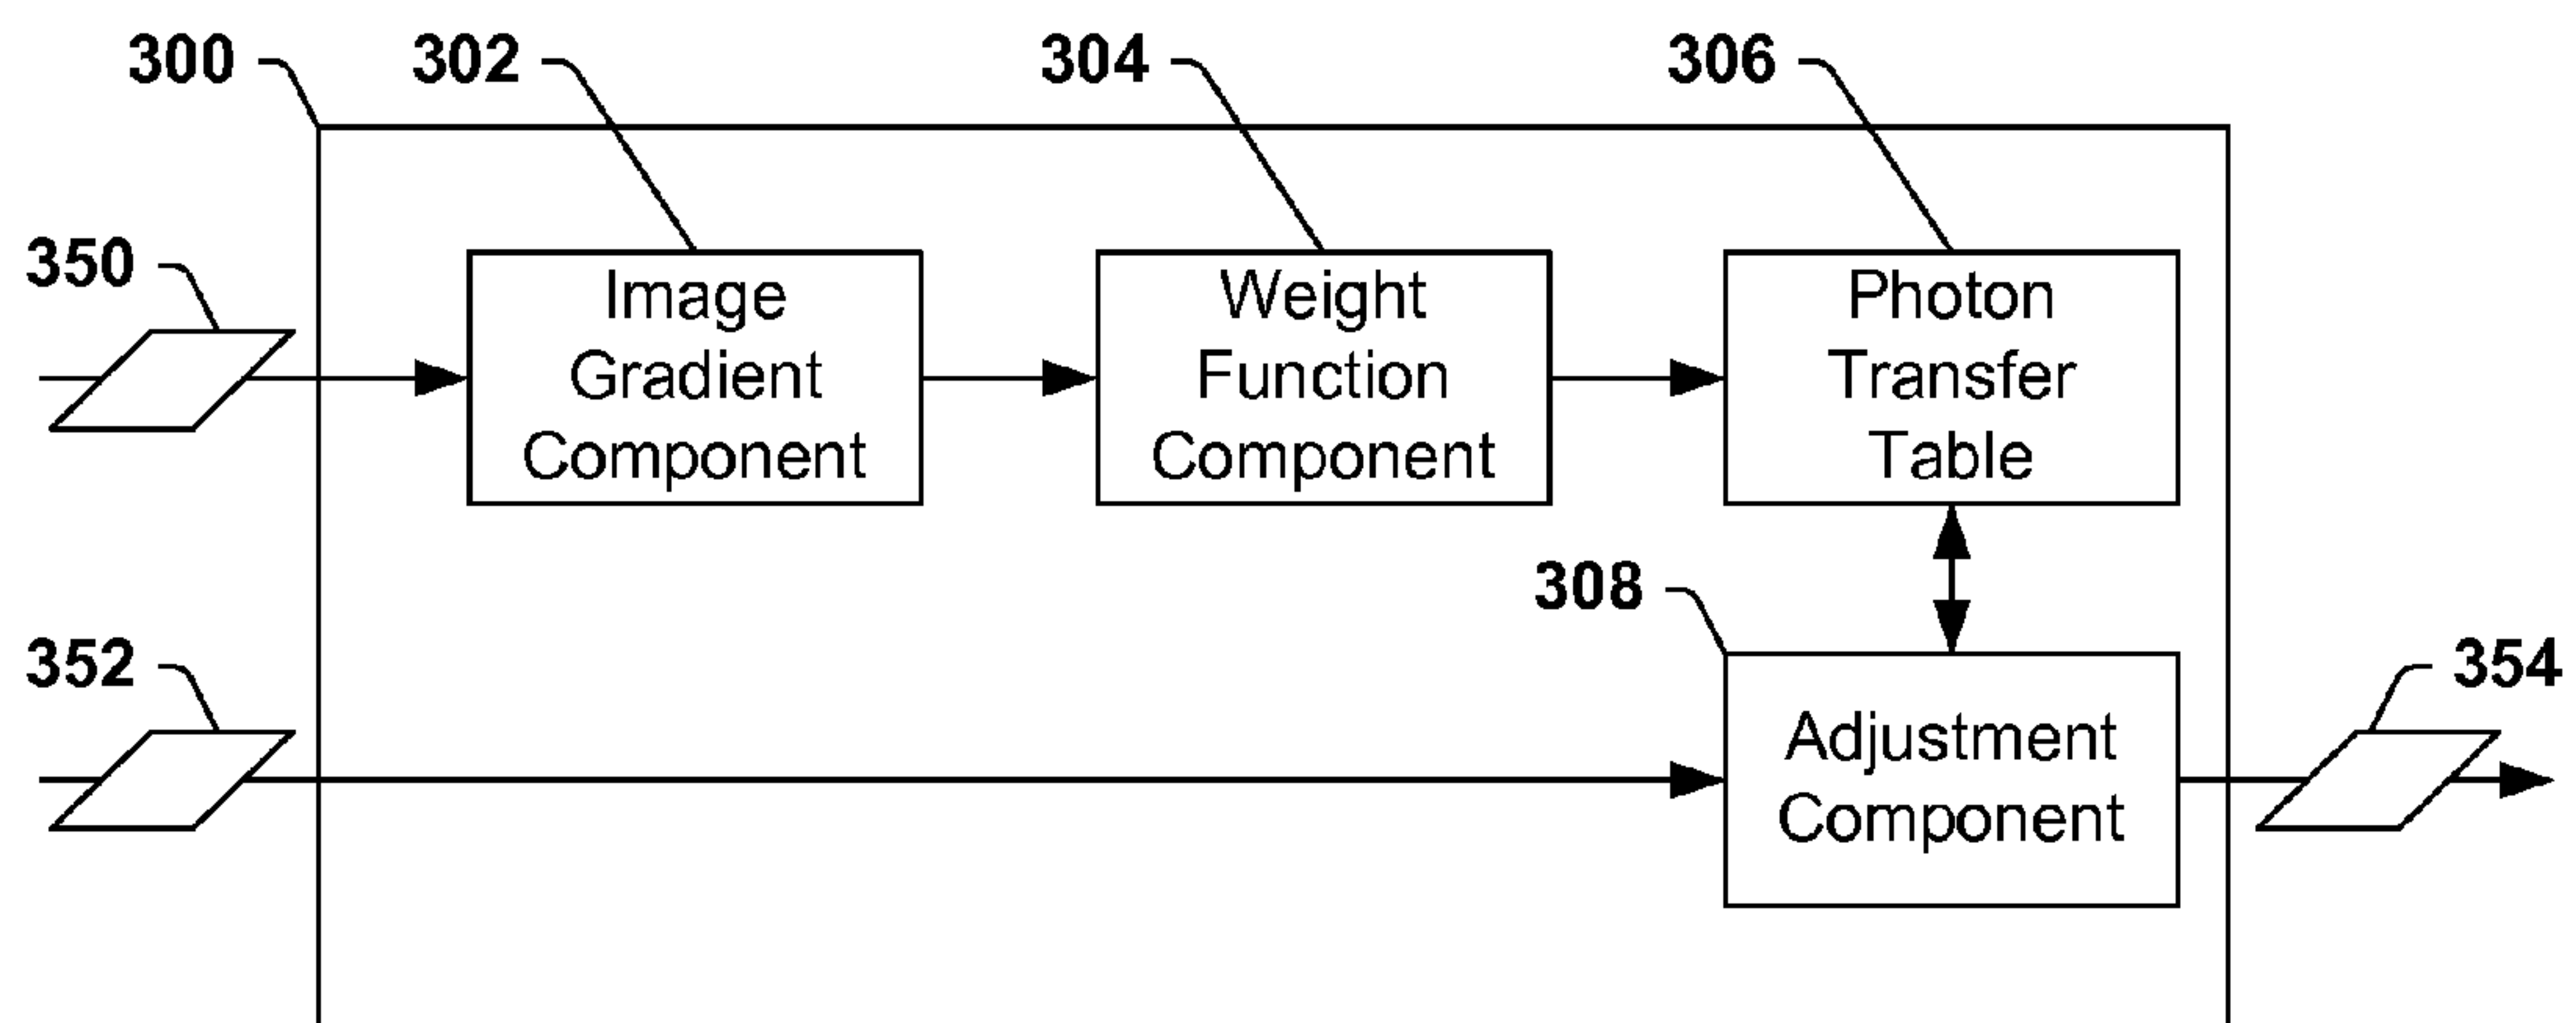 300 302 304 306
350
Image
Gradient
Component
Weight
Function
Component
Photon
Transfer
Table
308
352
354
Adjustment
Component